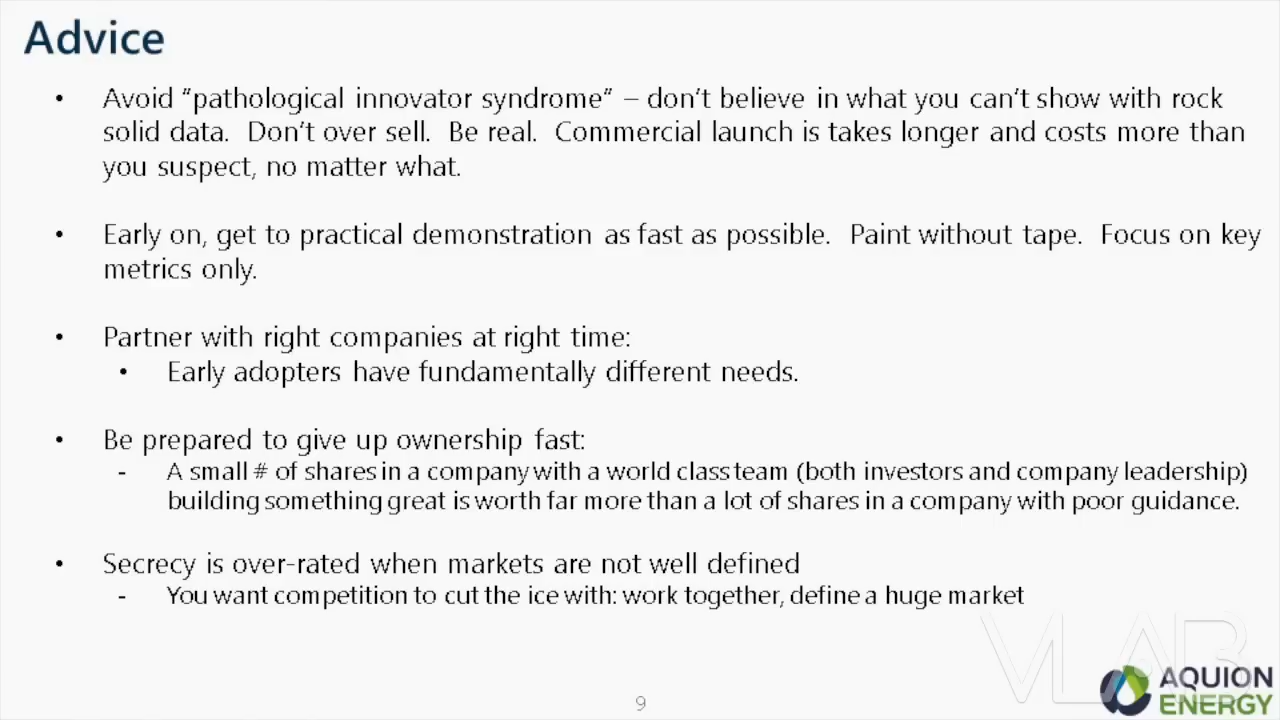 Advice
• Avoid “pathological innovator syndrome” – don’t believe in what you can’t show with rock
solid data. Don’t over sell. Be real. Commercial launch is takes longer and costs more than
you suspect, no matter what.
• Early on, get to practical demonstration as fast as possible. Paint without tape. Focus on key
metrics only.
• Partner with right companies at right time:
• Early adopters have fundamentally different needs.
• Be prepared to give up ownership fast:
- A small # of shares in a company with a world class team (both investors and company leadership)
building something great is worth far more than a lot of shares in a company with poor guidance.
• Secrecy is over-rated when markets are not well defined
- You want competition to cut the ice with: work together, define a huge market
VLAB
AQUION
ENERGY
9